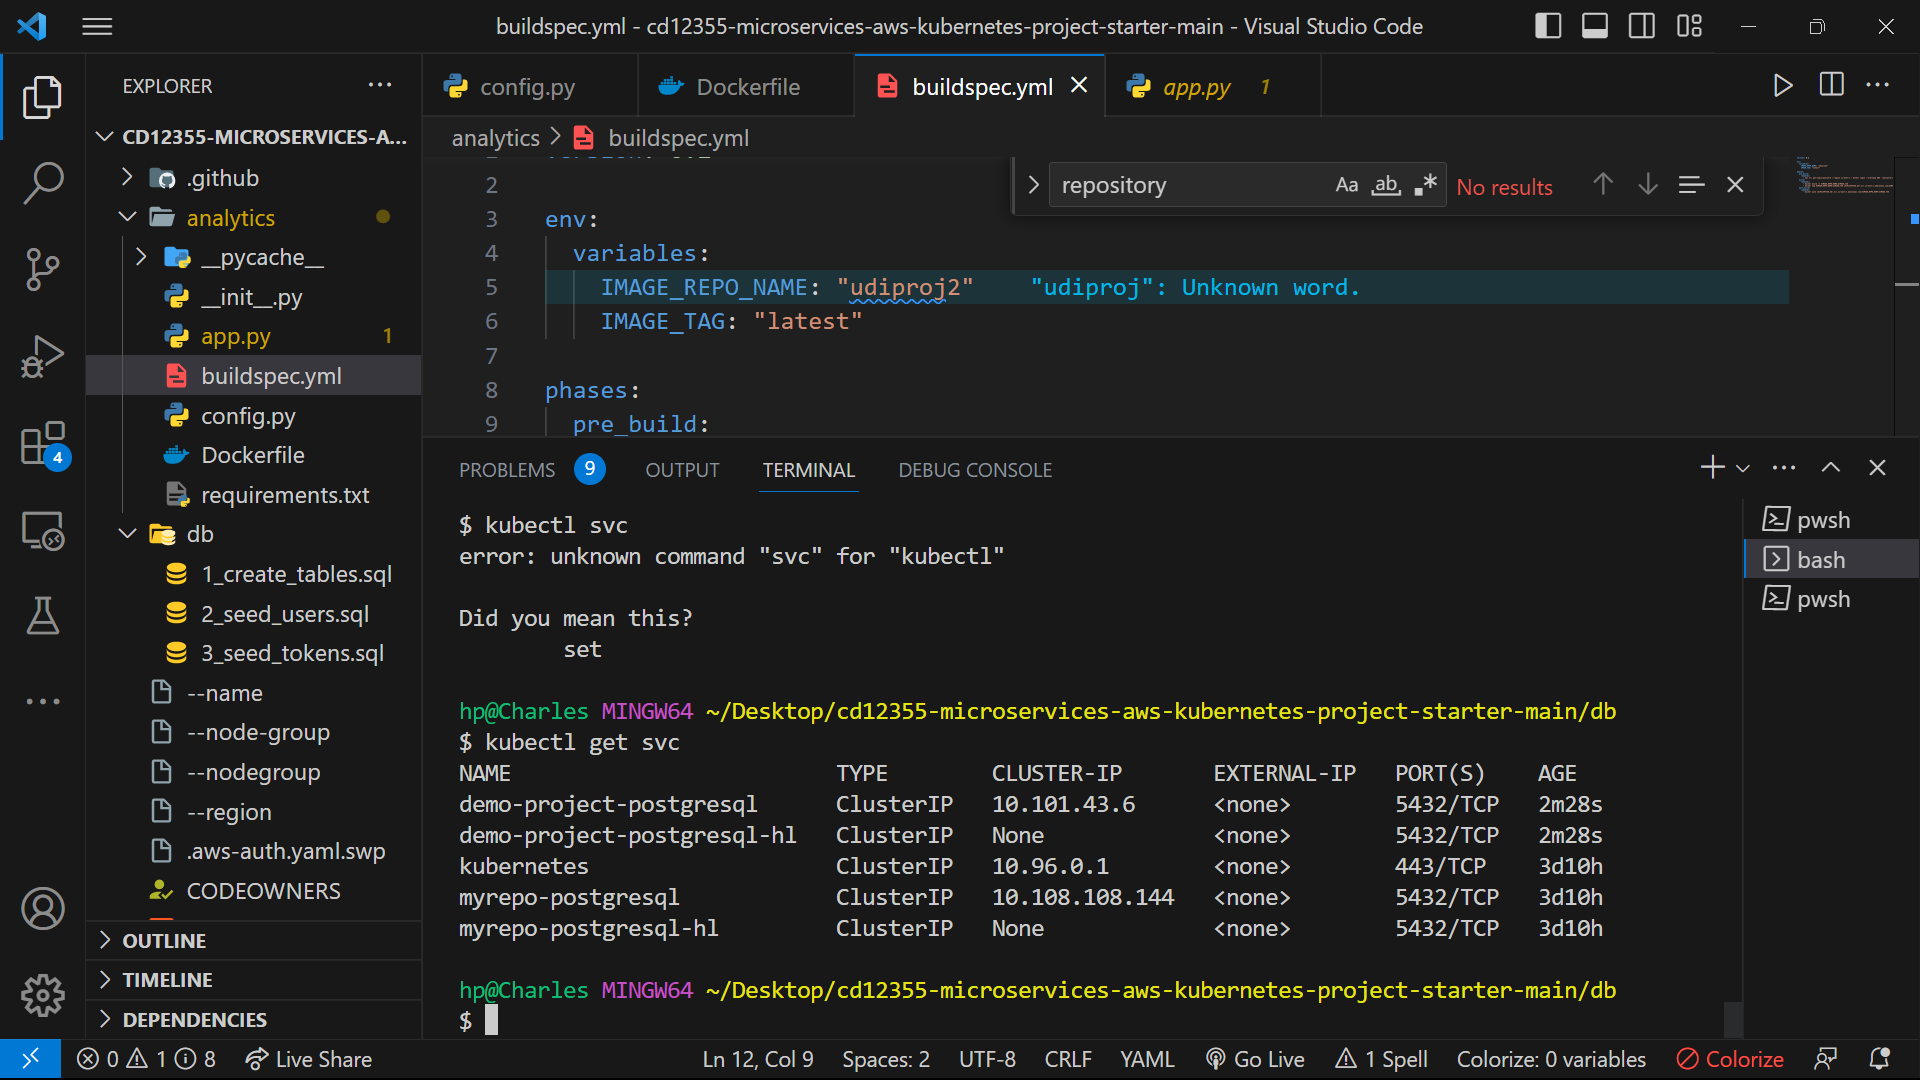 buildspec.yml - cd12355-microservices-aws-kubernetes-project-starter-main - Visual Studio Code
EXPLORER
CD12355-MICROSERVICES-A...
.github
analytics
__pycache__
__init__.py
app.py 1
buildspec.yml
config.py
Dockerfile
requirements.txt
db
1_create_tables.sql
2_seed_users.sql
3_seed_tokens.sql
--name
--node-group
--nodegroup
--region
.aws-auth.yaml.swp
CODEOWNERS
OUTLINE
TIMELINE
DEPENDENCIES
4
config.py
Dockerfile
buildspec.yml
app.py 1
analytics > buildspec.yml
repository Aa ab .* No results
2
3 env:
4 variables:
5 IMAGE_REPO_NAME: "udiproj2" "udiproj": Unknown word.
6 IMAGE_TAG: "latest"
7
8 phases:
9 pre_build:
PROBLEMS 9 OUTPUT TERMINAL DEBUG CONSOLE
$ kubectl svc
error: unknown command "svc" for "kubectl"
Did you mean this?
set
hp@Charles MINGW64 ~/Desktop/cd12355-microservices-aws-kubernetes-project-starter-main/db
$ kubectl get svc
NAME TYPE CLUSTER-IP EXTERNAL-IP PORT(S) AGE
demo-project-postgresql ClusterIP 10.101.43.6 <none> 5432/TCP 2m28s
demo-project-postgresql-hl ClusterIP None <none> 5432/TCP 2m28s
kubernetes ClusterIP 10.96.0.1 <none> 443/TCP 3d10h
myrepo-postgresql ClusterIP 10.108.108.144 <none> 5432/TCP 3d10h
myrepo-postgresql-hl ClusterIP None <none> 5432/TCP 3d10h
hp@Charles MINGW64 ~/Desktop/cd12355-microservices-aws-kubernetes-project-starter-main/db
$
pwsh
bash
pwsh
0 1 8 Live Share Ln 12, Col 9 Spaces: 2 UTF-8 CRLF YAML Go Live 1 Spell Colorize: 0 variables Colorize